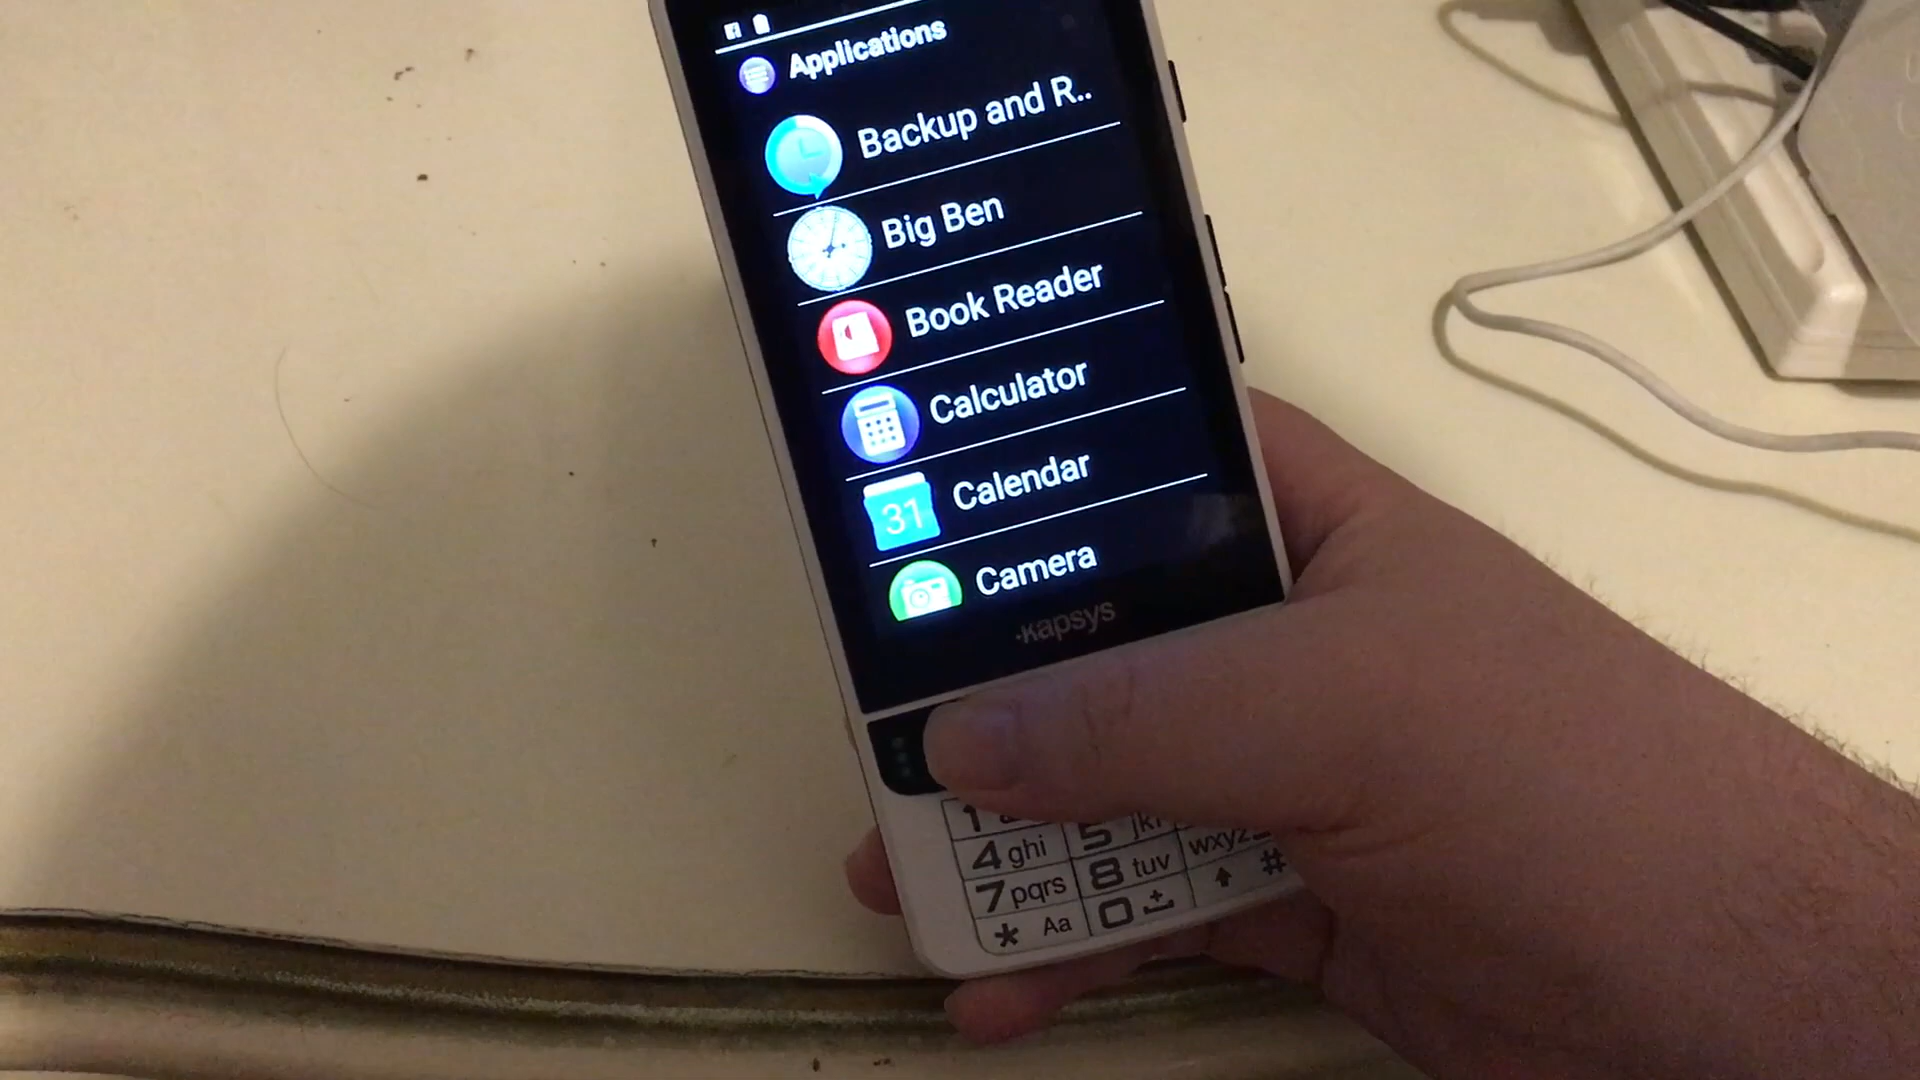 Applications
Backup and R..
Big Ben
Book Reader
Calculator
31 Calendar
Camera
kapsys
1
5 jkl
4 ghi
wxyz
8 tuv
7 pqrs
#
0
* Aa